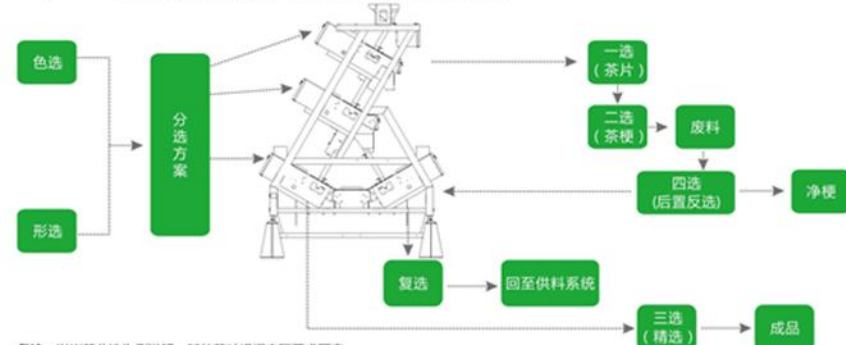 色选
形选
分选方案
一选
(茶片)
二选
(茶梗)
废料
四选
(后置反选)
净梗
复选
回至供料系统
三选
(精选)
成品